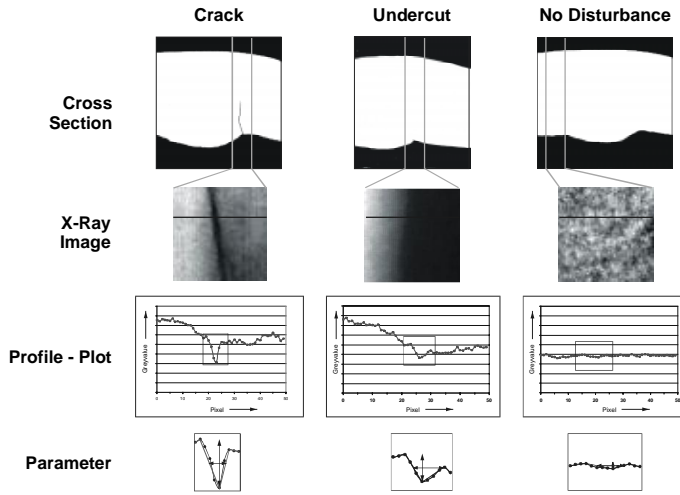 Crack
Undercut
No Disturbance
Cross
Section
X-Ray
Image
Profile - Plot
Greyvalue
0 10 20 30 40 50
Pixel
Greyvalue
0 10 20 30 40 50
Pixel
Greyvalue
0 10 20 30 40 50
Pixel
Parameter